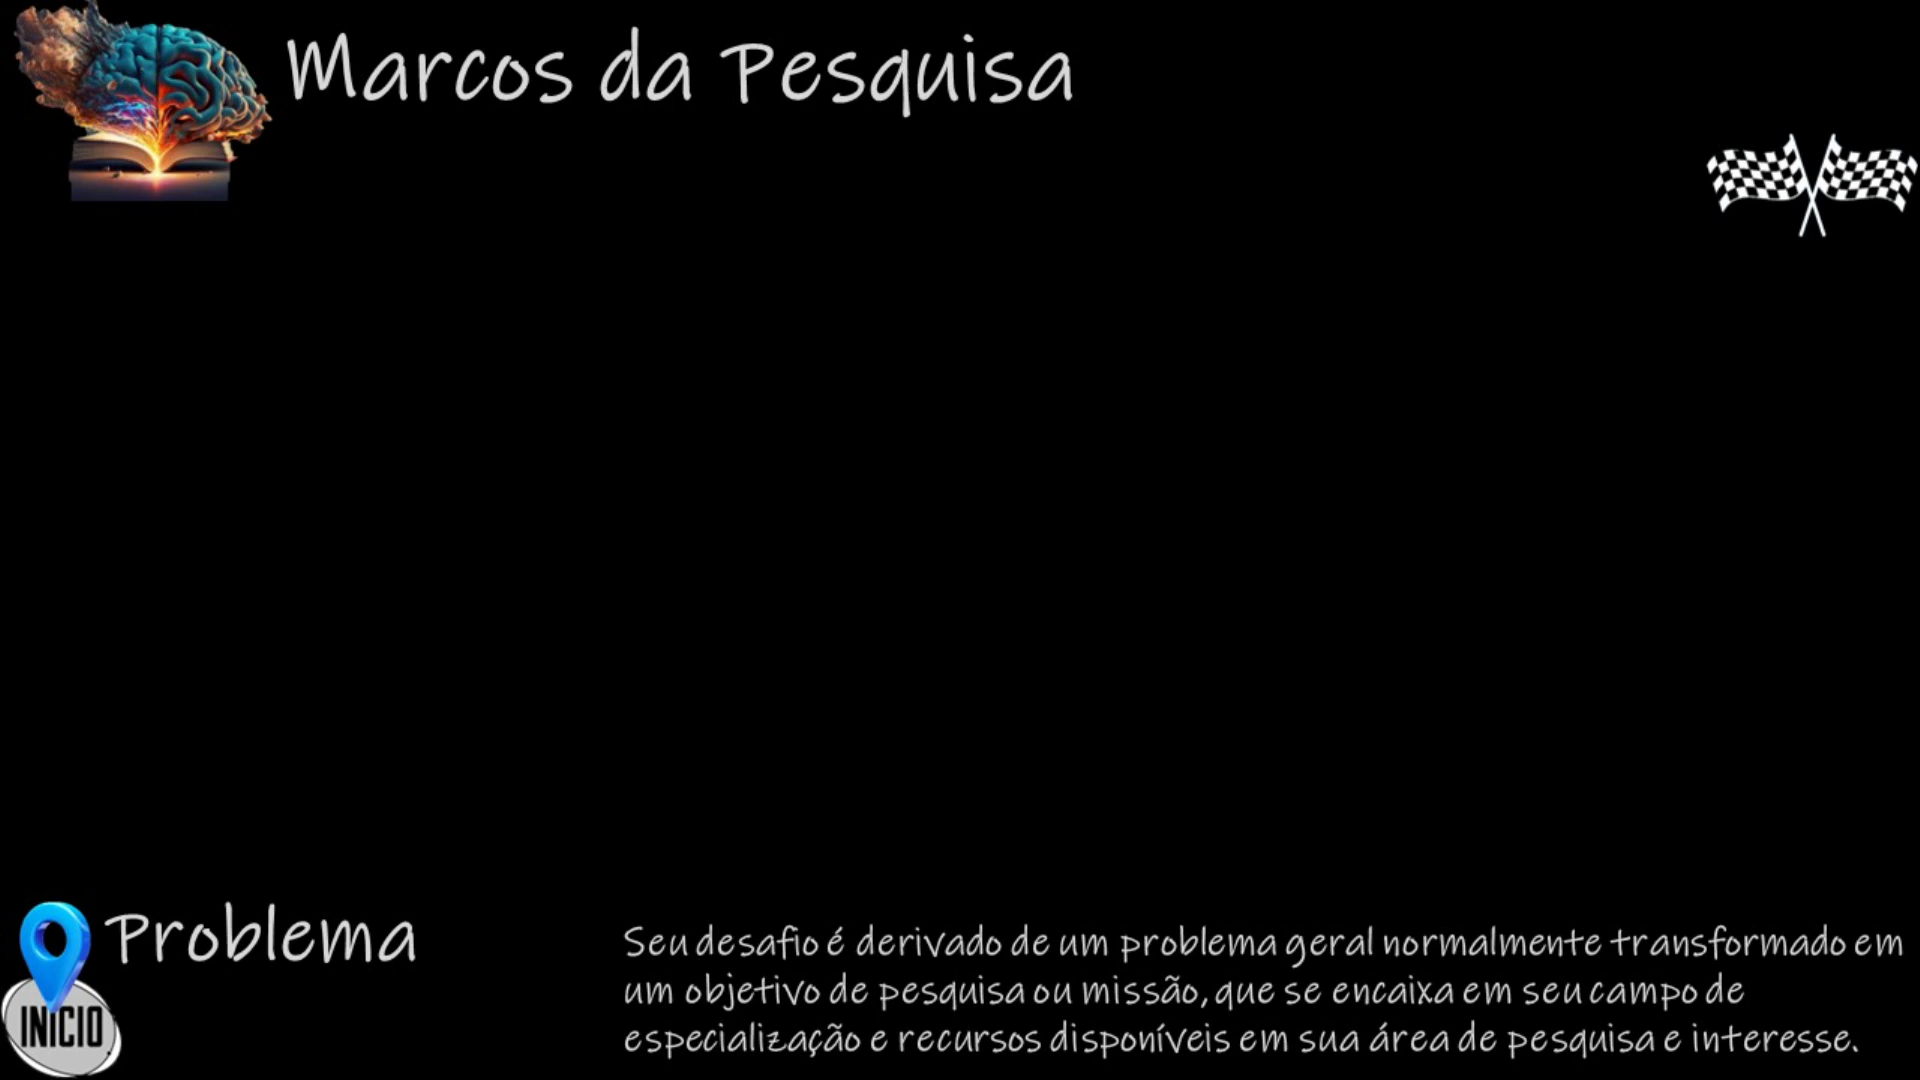 Marcos da Pesquisa
Problema
INÍCIO
Seu desafio é derivado de um problema geral normalmente transformado em
um objetivo de pesquisa ou missão, que se encaixa em seu campo de
especialização e recursos disponíveis em sua área de pesquisa e interesse.